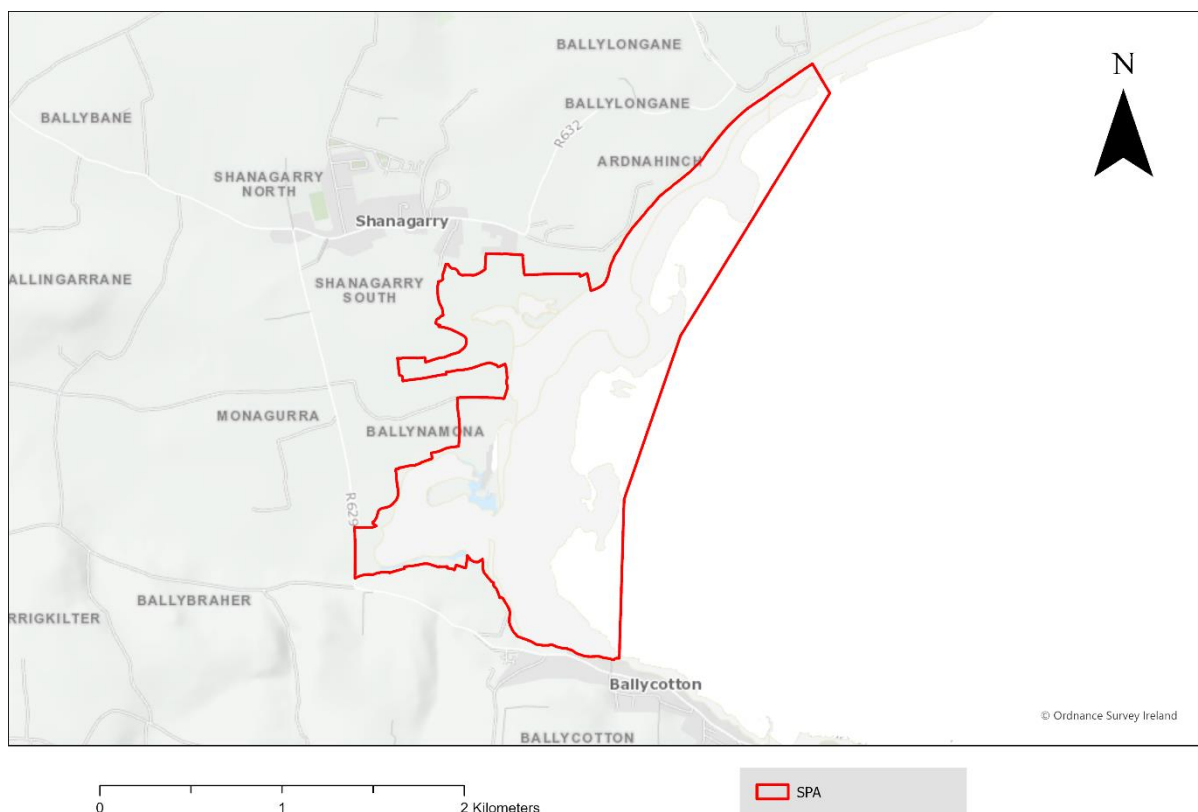 BALLYLONGANE
N
BALLYLONGANE
BALLYBANE
R632
ARDNAHINCH
SHANAGARRY
NORTH
Shanagarry
ALLINGARRANE
SHANAGARRY
SOUTH
MONAGURRA
BALLYNAMONA
R629
BALLYBRAHER
RRIGKILTER
Ballycotton
© Ordnance Survey Ireland
BALLYCOTTON
SPA
0
1
2 Kilometers